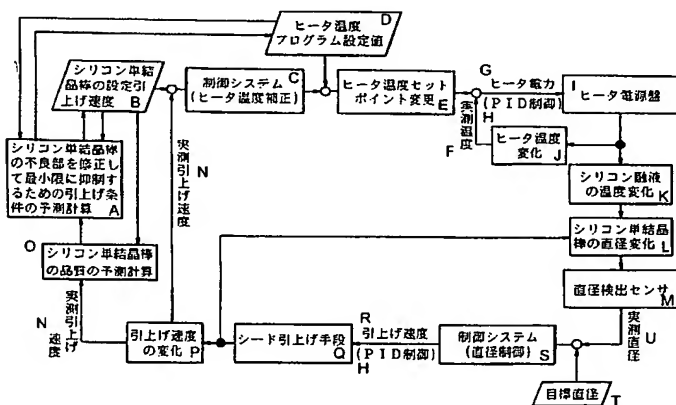 ヒータ温度
プログラム設定値
D
シリコン単結
晶棒の設定引
上げ速度
B
制御システム
(ヒータ温度補正)
C
ヒータ温度セット
ポイント変更
E
G
ヒータ電力
(PID制御)
H
I
ヒータ電源盤
実測温度
F
ヒータ温度
変化
J
シリコン融液
の温度変化
K
シリコン単結晶棒
の不良部を修正し
て最小限に抑制す
るための引上げ条
件の予測計算
A
実測引上げ速度
N
O
シリコン単結晶棒
の品質の予測計算
シリコン単結晶
棒の直径変化
L
直径検出センサ
M
N
実測引上げ
速度
引上げ速度
の変化
P
シード引上げ手段
Q
R
引上げ速度
(PID制御)
H
制御システム
(直径制御)
S
実測直径
U
目標直径
T